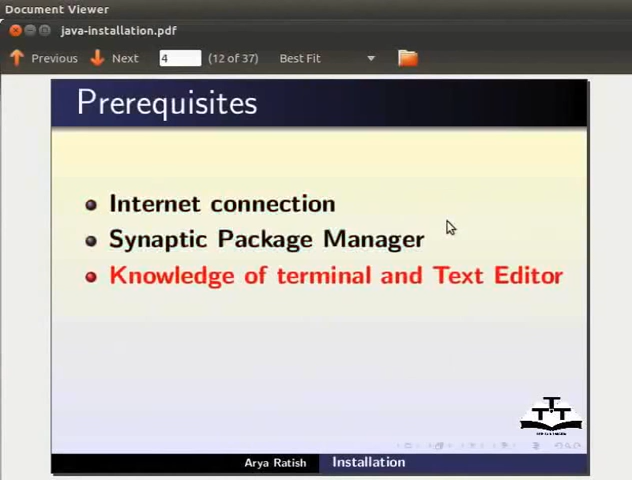 Document Viewer
java-installation.pdf
Previous Next 4 (12 of 37) Best Fit
Prerequisites
Internet connection
Synaptic Package Manager
Knowledge of terminal and Text Editor
TTT
Arya Ratish Installation